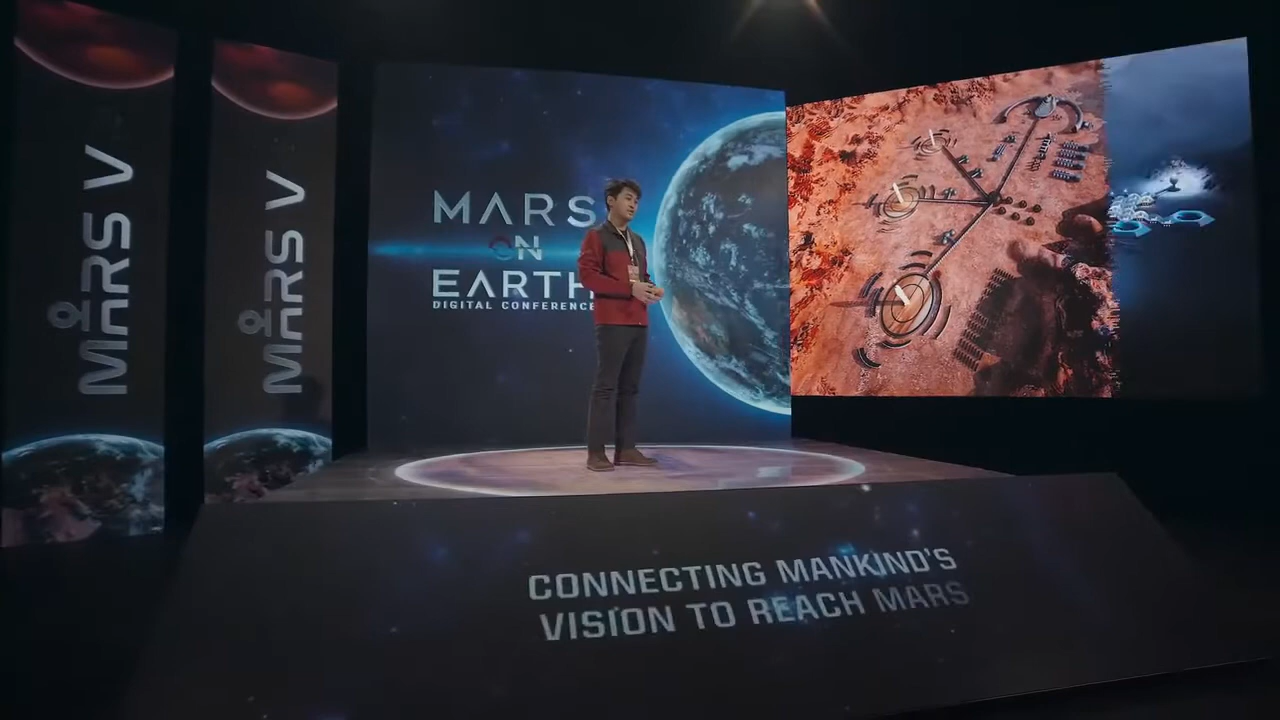 MARS V
MARS V
MARS
ON
EARTH
DIGITAL CONFERENCE
CONNECTING MANKIND'S
VISION TO REACH MARS